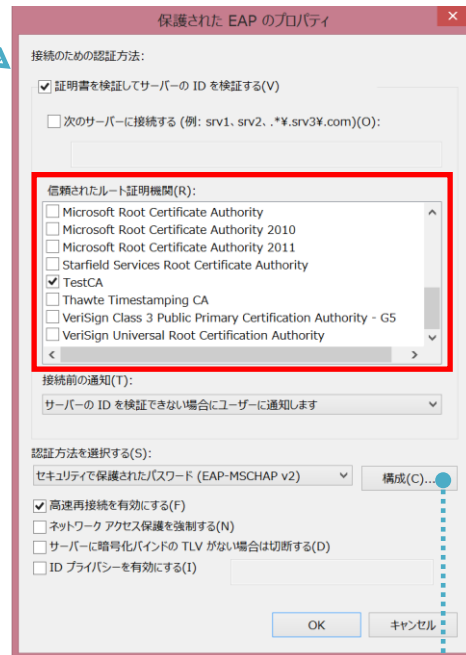 保護された EAP のプロパティ
接続のための認証方法:
証明書を検証してサーバーの ID を検証する(V)
次のサーバーに接続する (例: srv1、srv2、.*¥.srv3¥.com)(O):
信頼されたルート証明機関(R):
Microsoft Root Certificate Authority
Microsoft Root Certificate Authority 2010
Microsoft Root Certificate Authority 2011
Starfield Services Root Certificate Authority
TestCA
Thawte Timestamping CA
VeriSign Class 3 Public Primary Certification Authority - G5
VeriSign Universal Root Certification Authority
接続前の通知(T):
サーバーの ID を検証できない場合にユーザーに通知します
認証方法を選択する(S):
セキュリティで保護されたパスワード (EAP-MSCHAP v2)
構成(C)...
高速再接続を有効にする(F)
ネットワーク アクセス保護を強制する(N)
サーバーに暗号化バインドの TLV がない場合は切断する(D)
ID プライバシーを有効にする(I)
OK
キャンセル